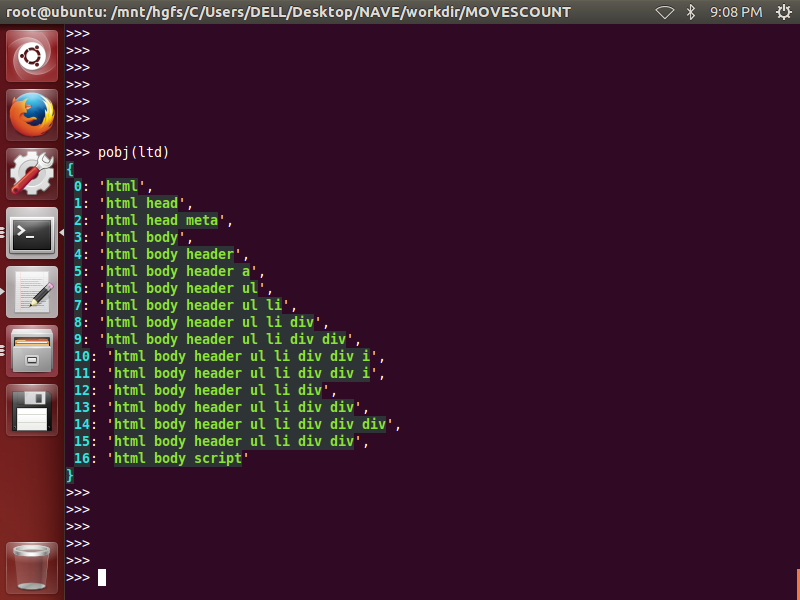 root@ubuntu: /mnt/hgfs/C/Users/DELL/Desktop/NAVE/workdir/MOVESCOUNT 9:08 PM
>>>
>>>
>>>
>>>
>>>
>>>
>>>
>>> pobj(ltd)
{
0: 'html',
1: 'html head',
2: 'html head meta',
3: 'html body',
4: 'html body header',
5: 'html body header a',
6: 'html body header ul',
7: 'html body header ul li',
8: 'html body header ul li div',
9: 'html body header ul li div div',
10: 'html body header ul li div div i',
11: 'html body header ul li div div i',
12: 'html body header ul li div',
13: 'html body header ul li div div',
14: 'html body header ul li div div div',
15: 'html body header ul li div div',
16: 'html body script'
}
>>>
>>>
>>>
>>>
>>>
>>>